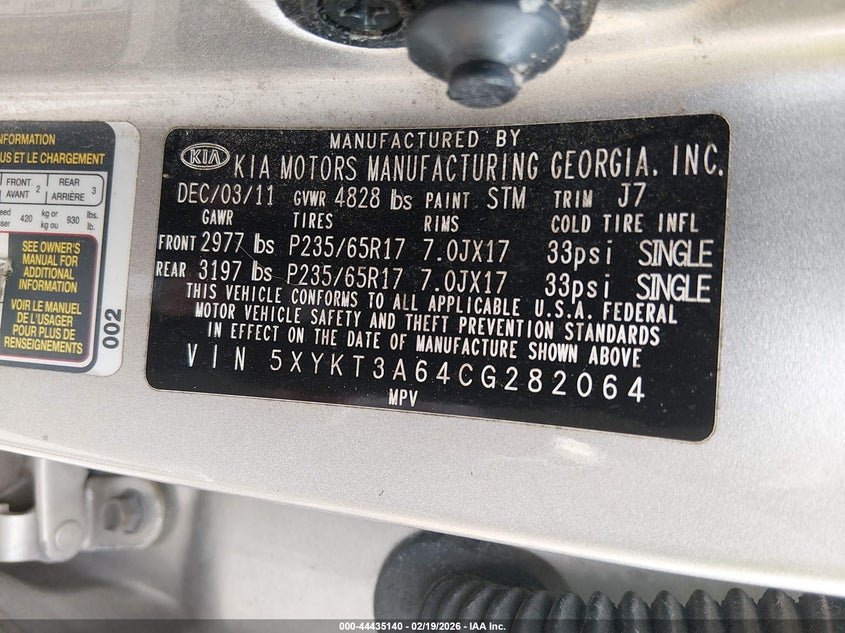 NFORMATION
US ET LE CHARGEMENT
FRONT 2 REAR 3
AVANT ARRIÈRE
420 kg or kg 930 lbs. lb.
SEE OWNER'S
MANUAL FOR
ADDITIONAL
INFORMATION
VOIR LE MANUEL
DE L'USAGER
POUR PLUS DE
RENSEIGNEMENTS
002
MANUFACTURED BY
KIA KIA MOTORS MANUFACTURING GEORGIA, INC.
DEC/03/11 GVWR 4828 lbs PAINT STM TRIM J7
GAWR TIRES RIMS COLD TIRE INFL
FRONT 2977 lbs P235/65R17 7.0JX17 33psi SINGLE
REAR 3197 lbs P235/65R17 7.0JX17 33psi SINGLE
THIS VEHICLE CONFORMS TO ALL APPLICABLE U.S.A. FEDERAL
MOTOR VEHICLE SAFETY AND THEFT PREVENTION STANDARDS
IN EFFECT ON THE DATE OF MANUFACTURE SHOWN ABOVE
VIN 5XYKT3A64CG282064
MPV
000-44435140 - 02/19/2026 - IAA Inc.